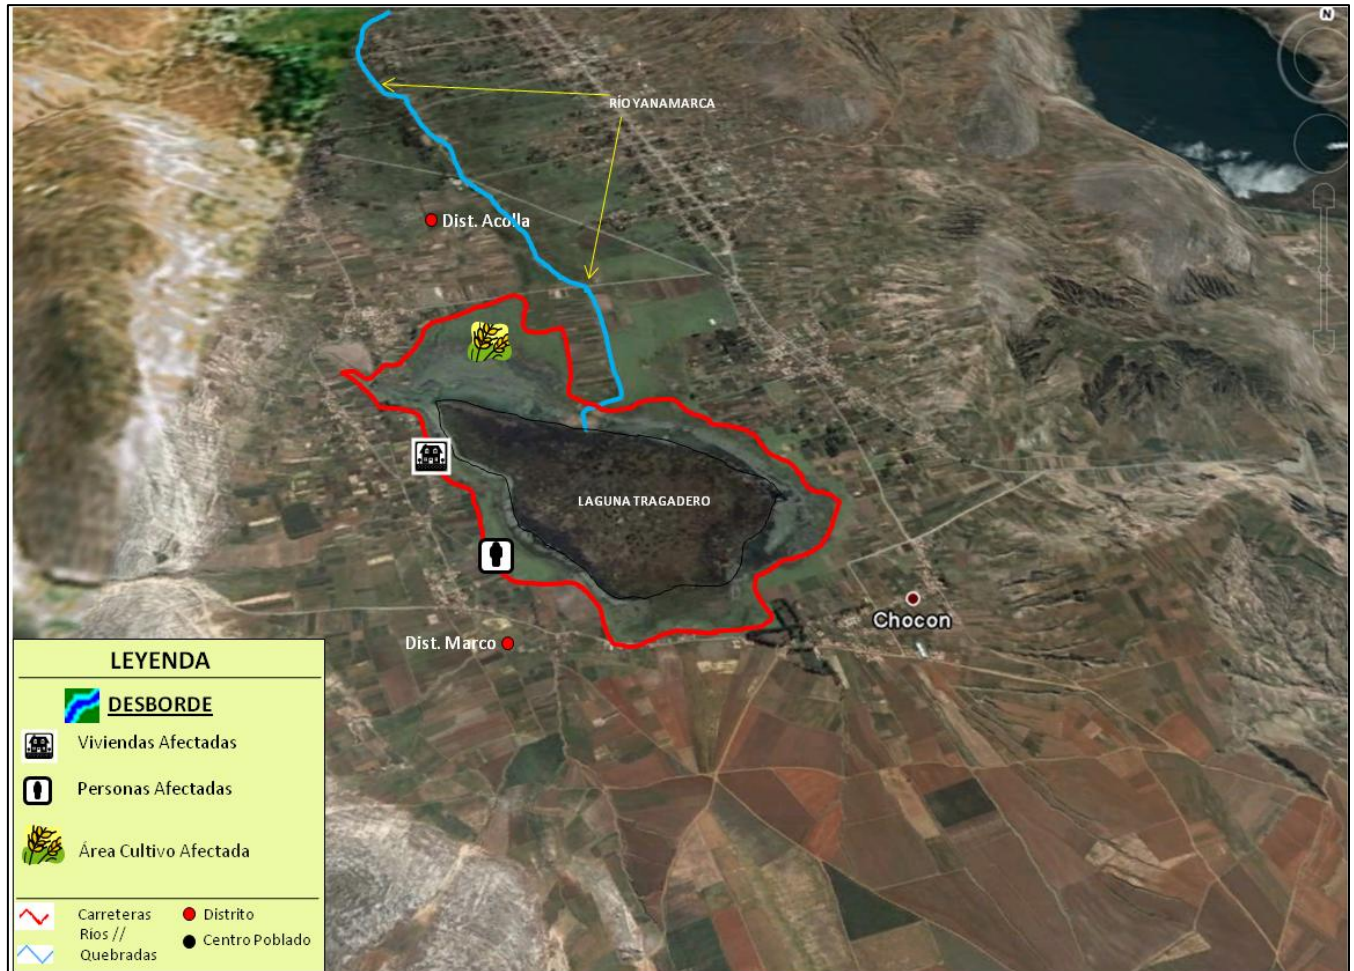 N
RÍO YANAMARCA
Dist. Acolla
LAGUNA TRAGADERO
Chocon
Dist. Marco
LEYENDA
DESBORDE
Viviendas Afectadas
Personas Afectadas
Área Cultivo Afectada
Carreteras
Distrito
Ríos //
Quebradas
Centro Poblado